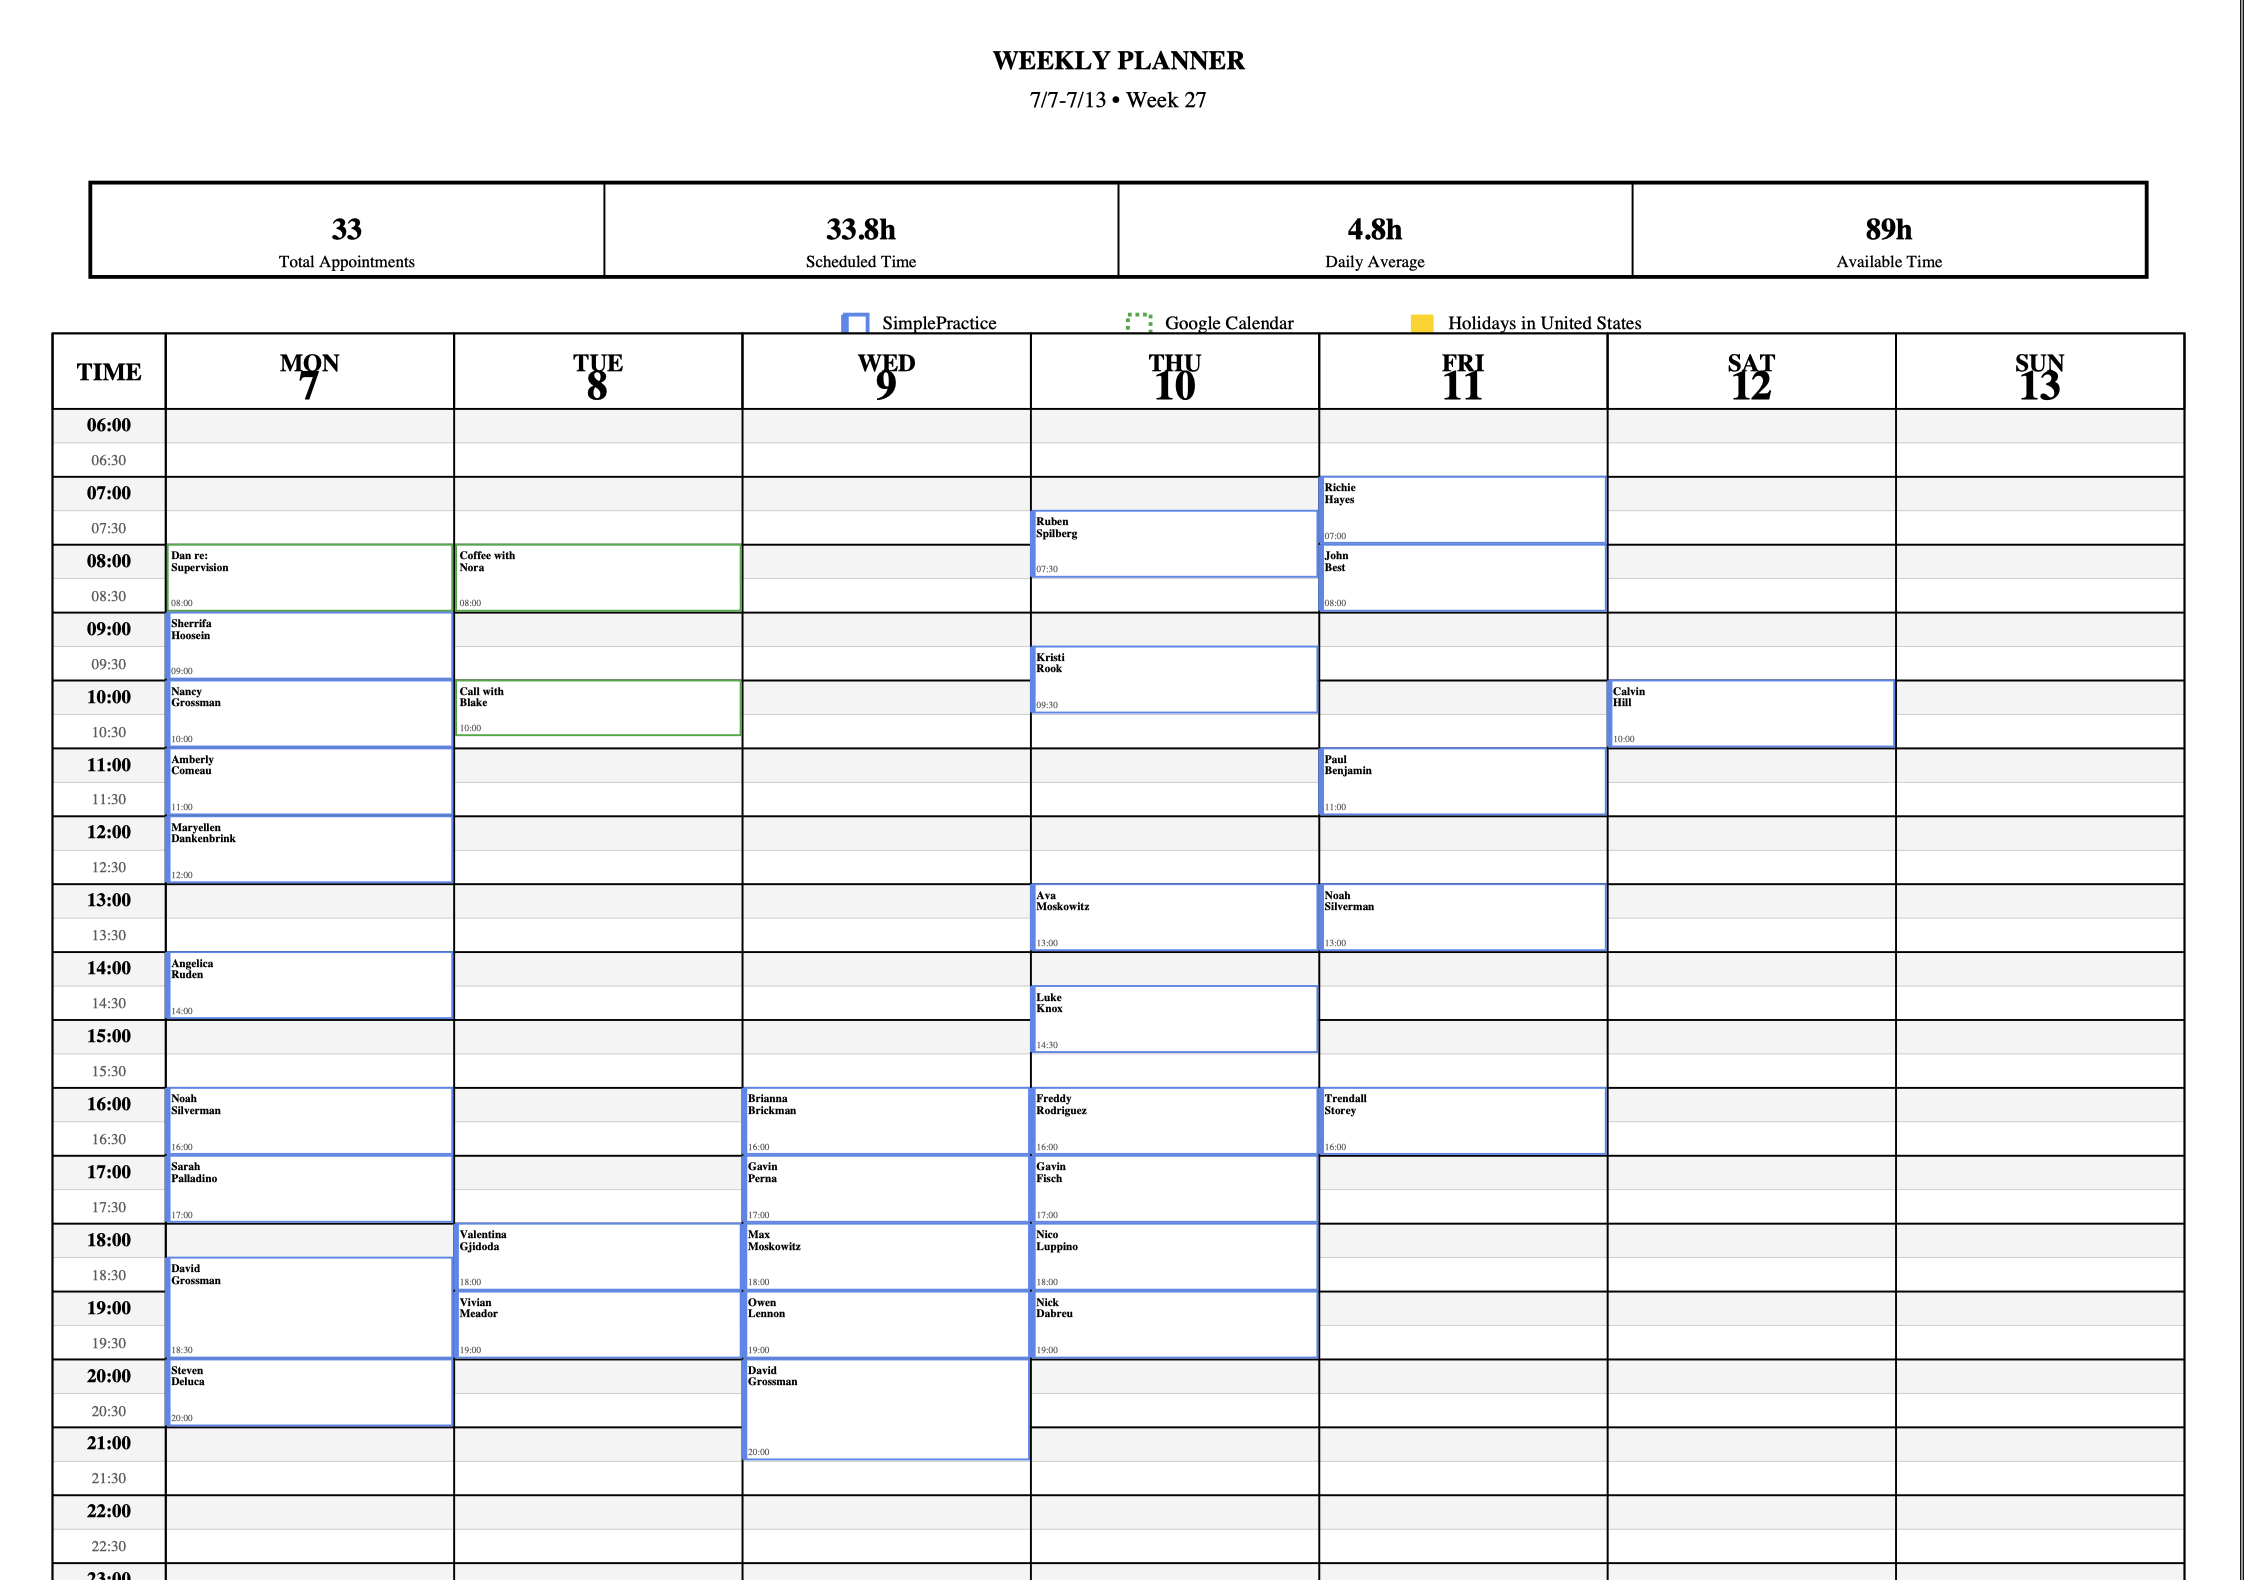 WEEKLY PLANNER
7/7-7/13 • Week 27
33
Total Appointments
33.8h
Scheduled Time
4.8h
Daily Average
89h
Available Time
SimplePractice
Google Calendar
Holidays in United States
TIME
MON
7
TUE
8
WED
9
THU
10
FRI
11
SAT
12
SUN
13
06:00
06:30
07:00
07:30
08:00
08:30
09:00
09:30
10:00
10:30
11:00
11:30
12:00
12:30
13:00
13:30
14:00
14:30
15:00
15:30
16:00
16:30
17:00
17:30
18:00
18:30
19:00
19:30
20:00
20:30
21:00
21:30
22:00
22:30
23:00
Dan re:
Supervision
08:00
Sherrifa
Hoosein
09:00
Nancy
Grossman
10:00
Amberly
Comeau
11:00
Maryellen
Dankenbrink
12:00
Angelica
Ruden
14:00
Noah
Silverman
16:00
Sarah
Palladino
17:00
David
Grossman
18:30
Steven
Deluca
20:00
Coffee with
Nora
08:00
Call with
Blake
10:00
Valentina
Gjidoda
18:00
Vivian
Meador
19:00
Brianna
Brickman
16:00
Gavin
Perna
17:00
Max
Moskowitz
18:00
Owen
Lennon
19:00
David
Grossman
20:00
Ruben
Spilberg
07:30
Kristi
Rook
09:30
Ava
Moskowitz
13:00
Luke
Knox
14:30
Freddy
Rodriguez
16:00
Gavin
Fisch
17:00
Nico
Luppino
18:00
Nick
Dabreu
19:00
Richie
Hayes
07:00
John
Best
08:00
Paul
Benjamin
11:00
Noah
Silverman
13:00
Trendall
Storey
16:00
Calvin
Hill
10:00